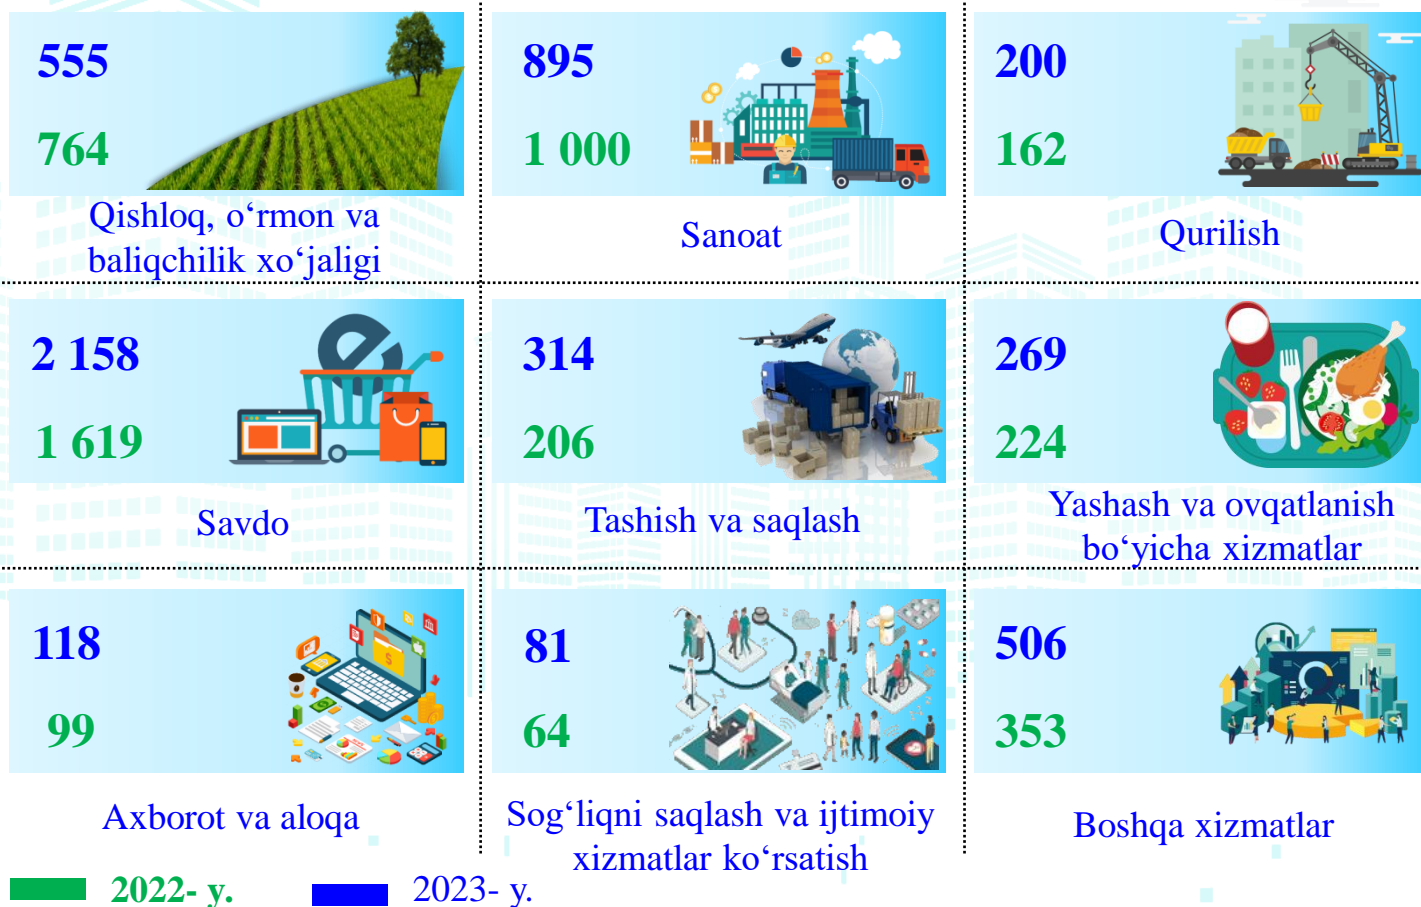 555
764
Qishloq, o‘rmon va
baliqchilik xo‘jaligi
895
1 000
Sanoat
200
162
Qurilish
2 158
1 619
Savdo
314
206
Tashish va saqlash
269
224
Yashash va ovqatlanish
bo‘yicha xizmatlar
118
99
Axborot va aloqa
81
64
Sog‘liqni saqlash va ijtimoiy
xizmatlar ko‘rsatish
506
353
Boshqa xizmatlar
2022- y.
2023- y.